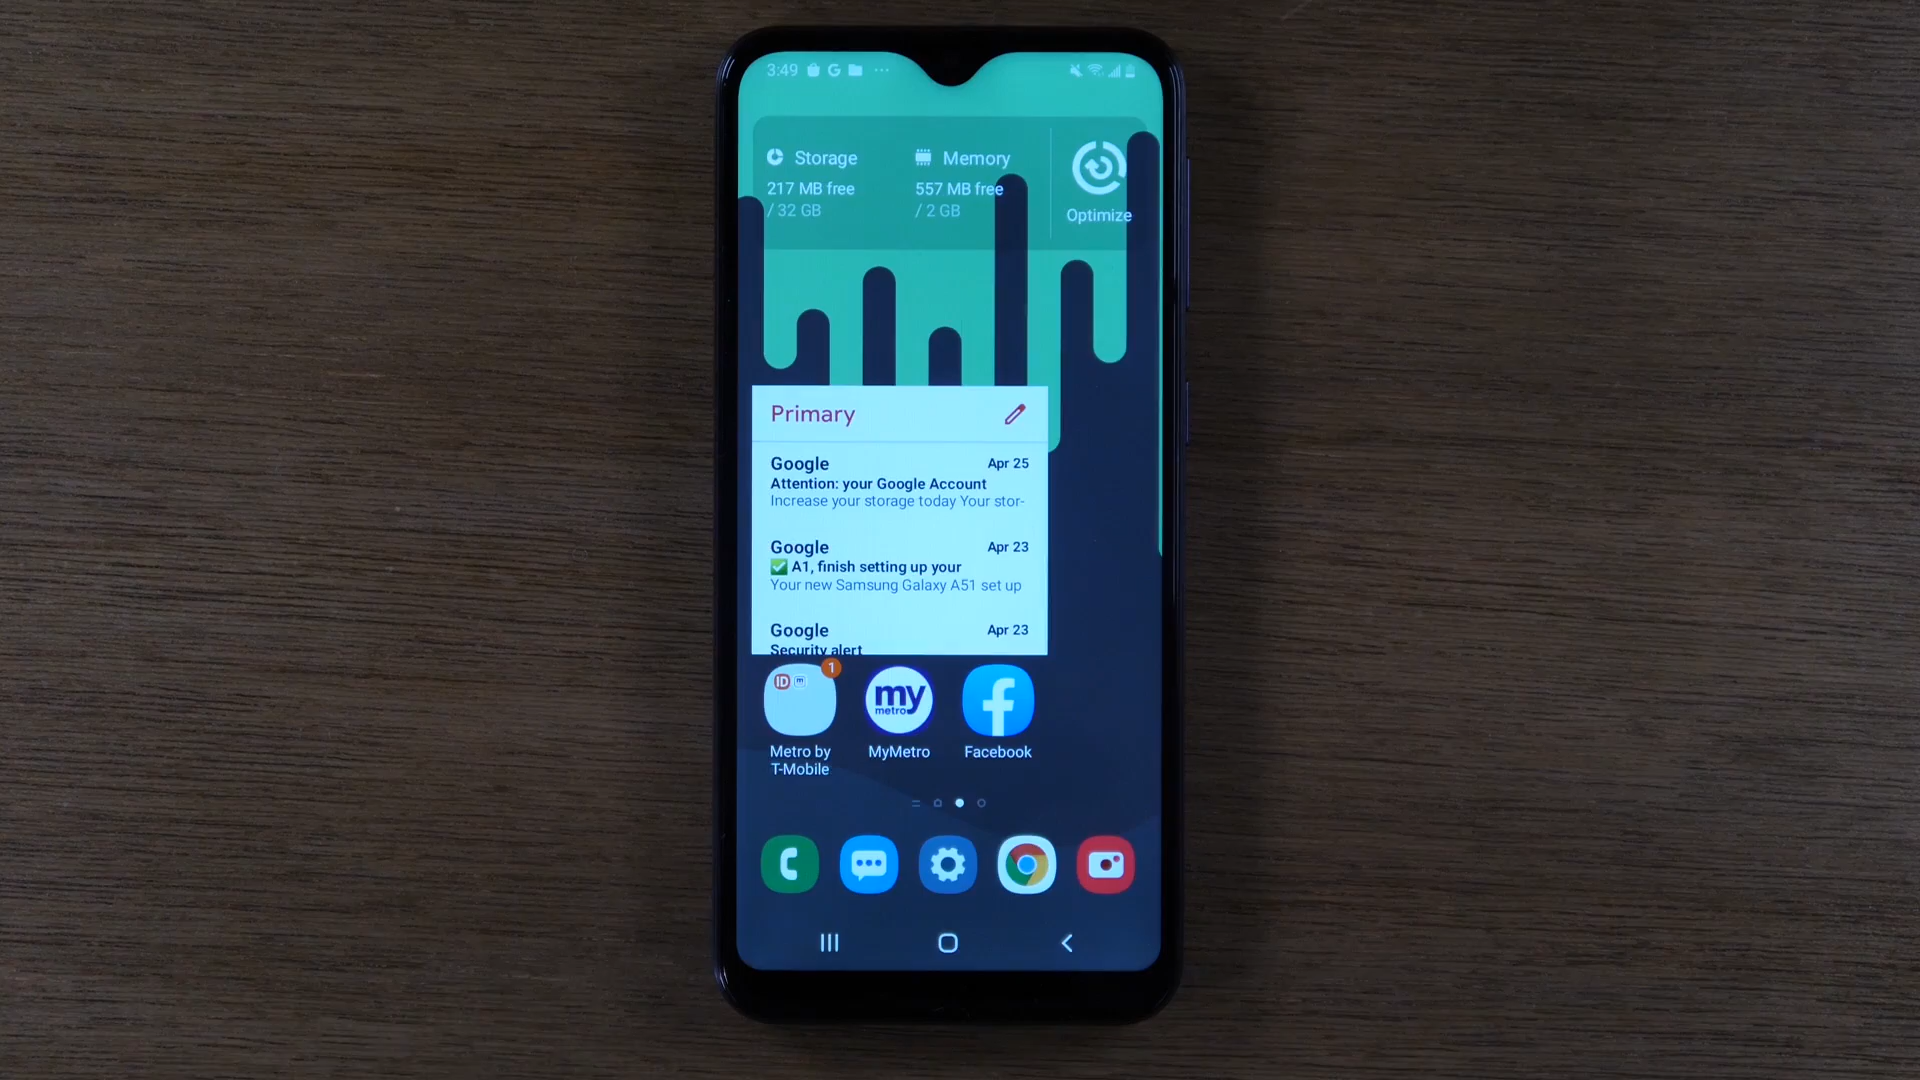 3:49
Storage
217 MB free
/ 32 GB
Memory
557 MB free
/ 2 GB
Optimize
Primary
Google Apr 25
Attention: your Google Account
Increase your storage today Your stor-
Google Apr 23
✅ A1, finish setting up your
Your new Samsung Galaxy A51 set up
Google Apr 23
Security alert
1
ID m
my
metro
Metro by
T-Mobile
MyMetro
Facebook